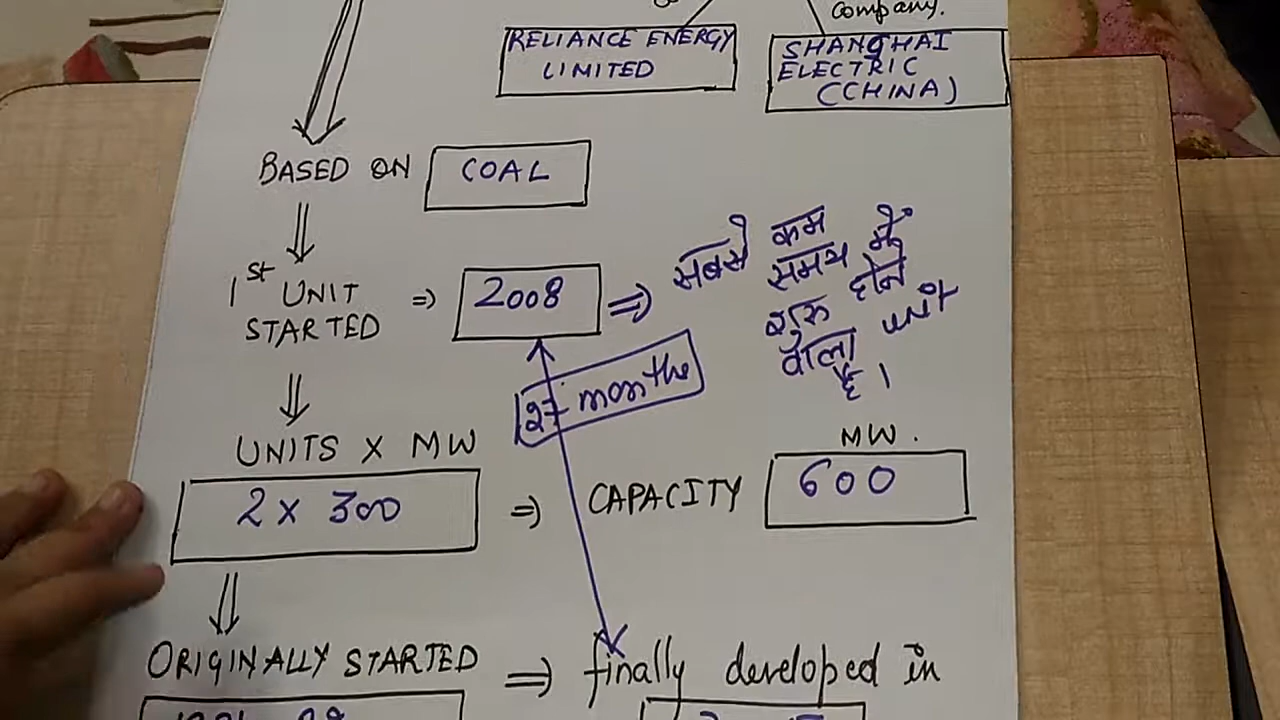 company.
RELIANCE ENERGY
LIMITED
SHANGHAI
ELECTRIC
(CHINA)
BASED ON COAL
1st UNIT
STARTED ⇒ 2008 ⇒
सबसे कम
समय में
शुरू होने
वाला unit
है।
27 months
UNITS X MW
2 X 300 ⇒ CAPACITY
MW.
600
ORIGINALLY STARTED ⇒ finally developed in